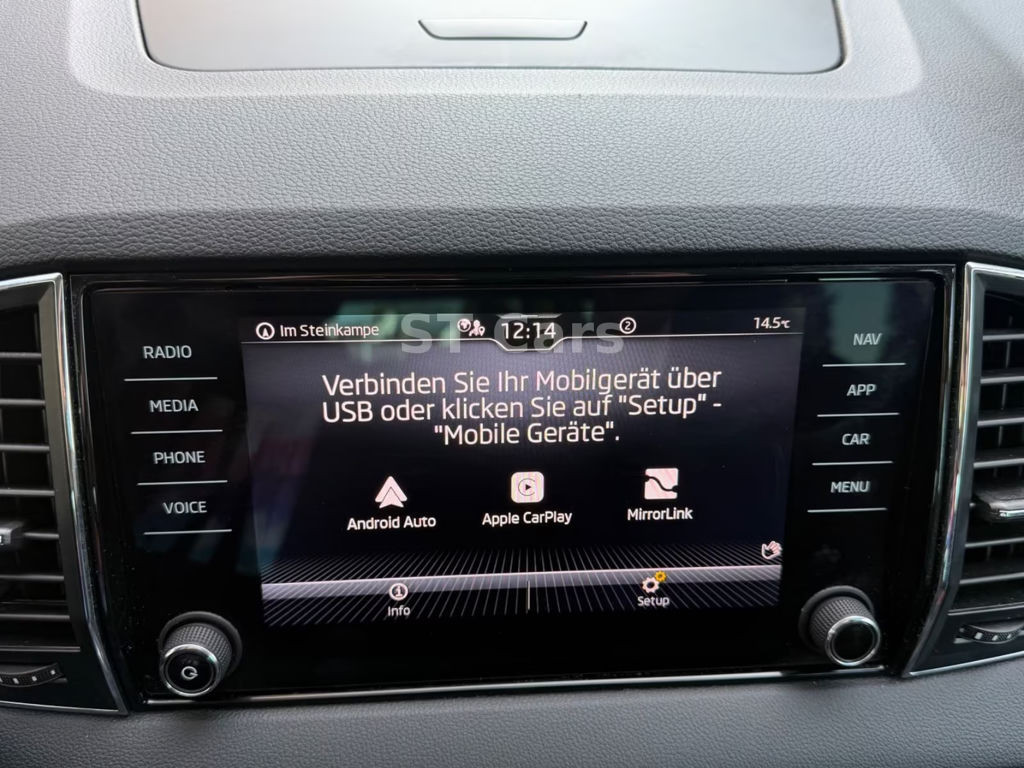 Im Steinkampe
12:14
2
14.5°C
ST Cars
RADIO
MEDIA
PHONE
VOICE
Verbinden Sie Ihr Mobilgerät über
USB oder klicken Sie auf "Setup" -
"Mobile Geräte".
Android Auto
Apple CarPlay
MirrorLink
Info
Setup
NAV
APP
CAR
MENU